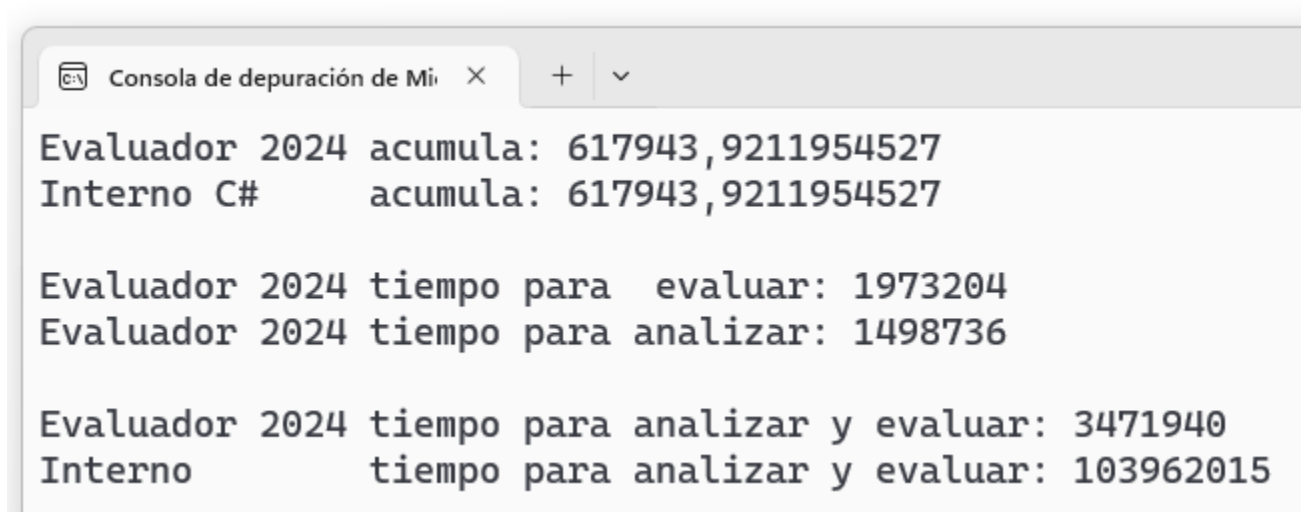 Consola de depuración de Mi
Evaluador 2024 acumula: 617943,9211954527
Interno C#     acumula: 617943,9211954527
Evaluador 2024 tiempo para  evaluar: 1973204
Evaluador 2024 tiempo para analizar: 1498736
Evaluador 2024 tiempo para analizar y evaluar: 3471940
Interno        tiempo para analizar y evaluar: 103962015